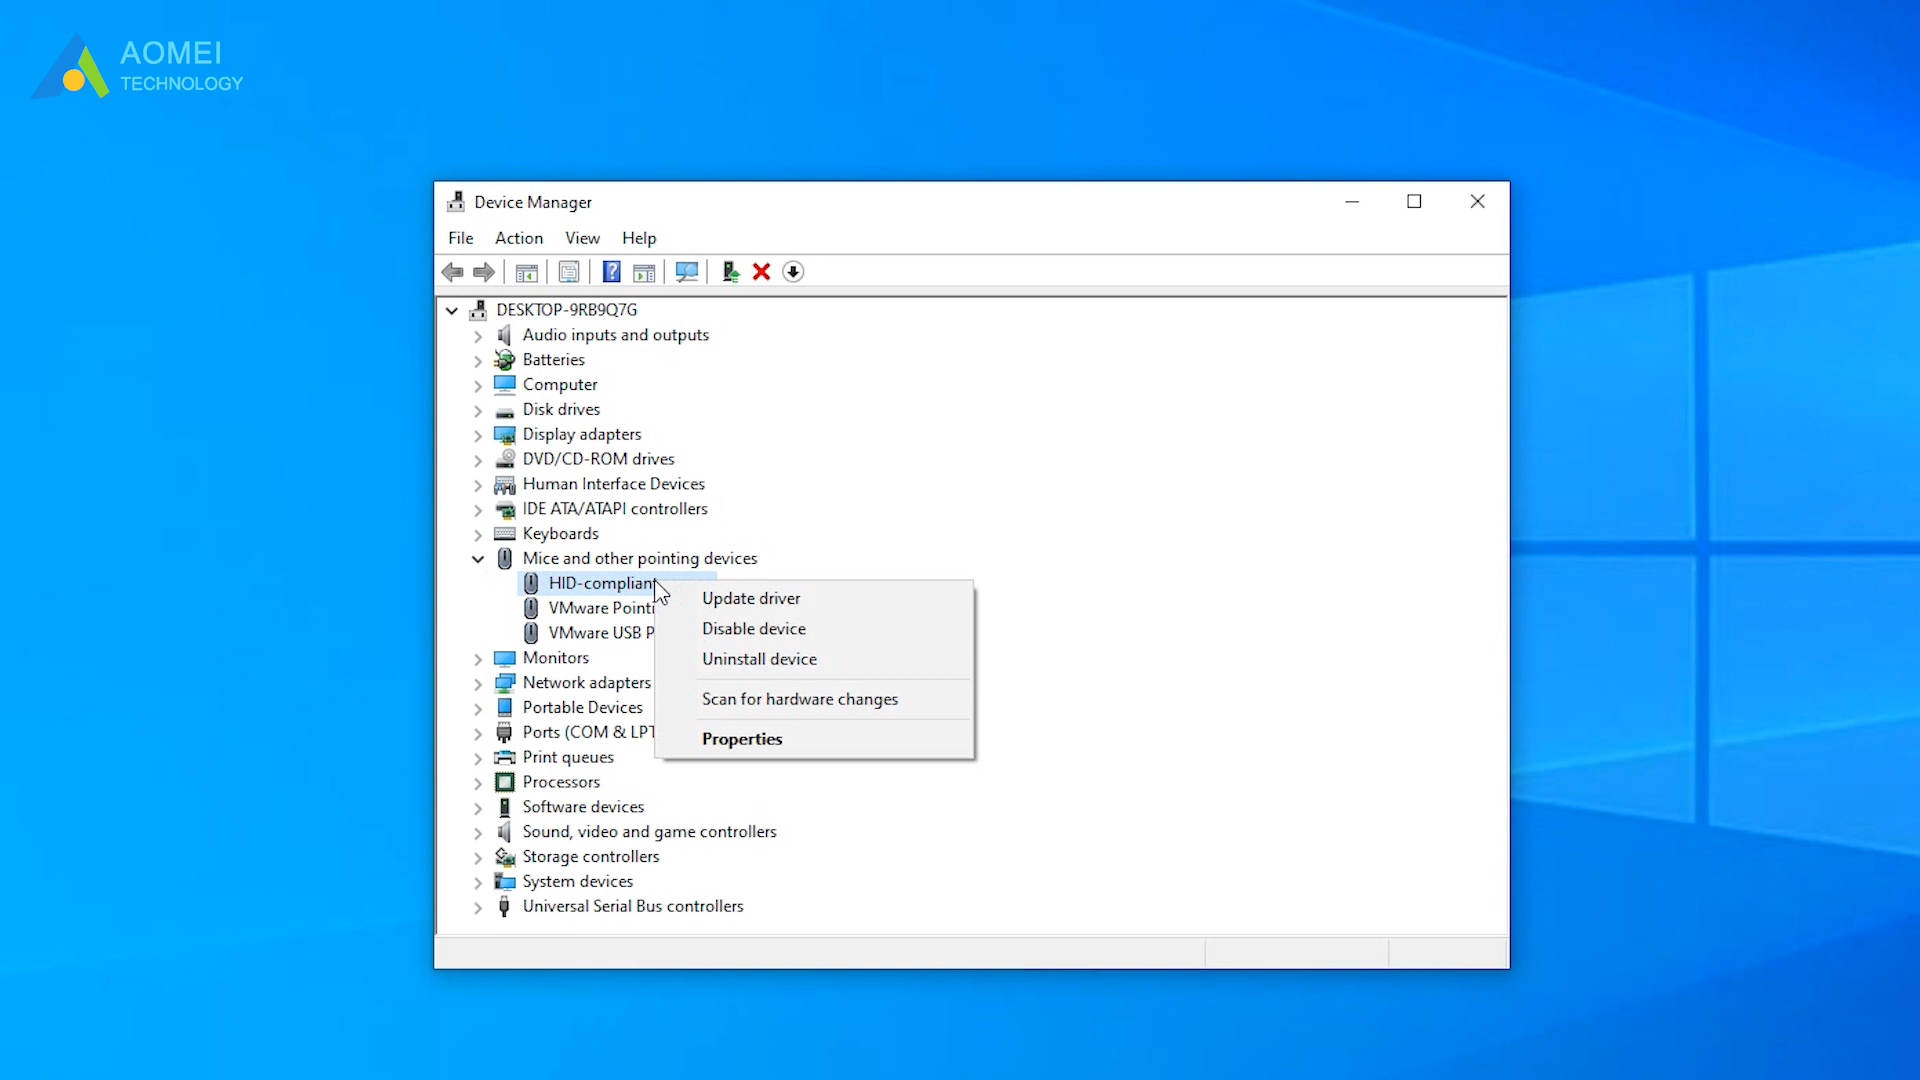 AOMEI
TECHNOLOGY
Device Manager
File Action View Help
DESKTOP-9RB9Q7G
Audio inputs and outputs
Batteries
Computer
Disk drives
Display adapters
DVD/CD-ROM drives
Human Interface Devices
IDE ATA/ATAPI controllers
Keyboards
Mice and other pointing devices
HID-complian
VMware Pointi
VMware USB P
Update driver
Disable device
Uninstall device
Scan for hardware changes
Properties
Monitors
Network adapters
Portable Devices
Ports (COM & LPT
Print queues
Processors
Software devices
Sound, video and game controllers
Storage controllers
System devices
Universal Serial Bus controllers